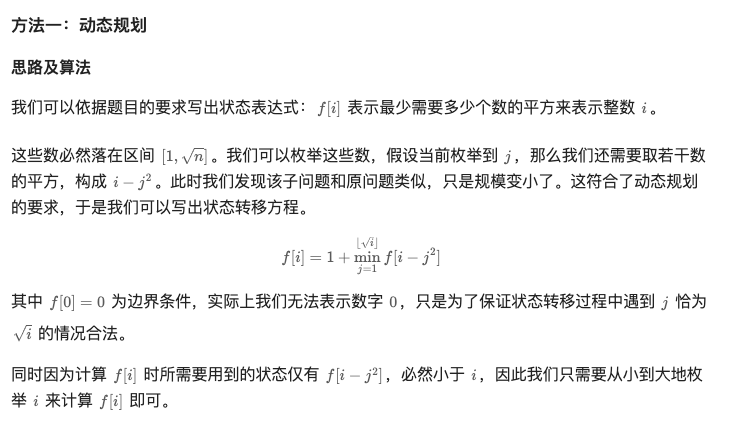 方法一：动态规划
思路及算法
我们可以依据题目的要求写出状态表达式：f[i] 表示最少需要多少个数的平方来表示整数 i。
这些数必然落在区间 [1,√n]。我们可以枚举这些数，假设当前枚举到 j，那么我们还需要取若干数
的平方，构成 i − j²。此时我们发现该子问题和原问题类似，只是规模变小了。这符合了动态规划
的要求，于是我们可以写出状态转移方程。
f[i] = 1 + min_{j=1}^{⌊√i⌋} f[i − j²]
其中 f[0] = 0 为边界条件，实际上我们无法表示数字 0，只是为了保证状态转移过程中遇到 j 恰为
√i 的情况合法。
同时因为计算 f[i] 时所需要用到的状态仅有 f[i − j²]，必然小于 i，因此我们只需要从小到大地枚
举 i 来计算 f[i] 即可。